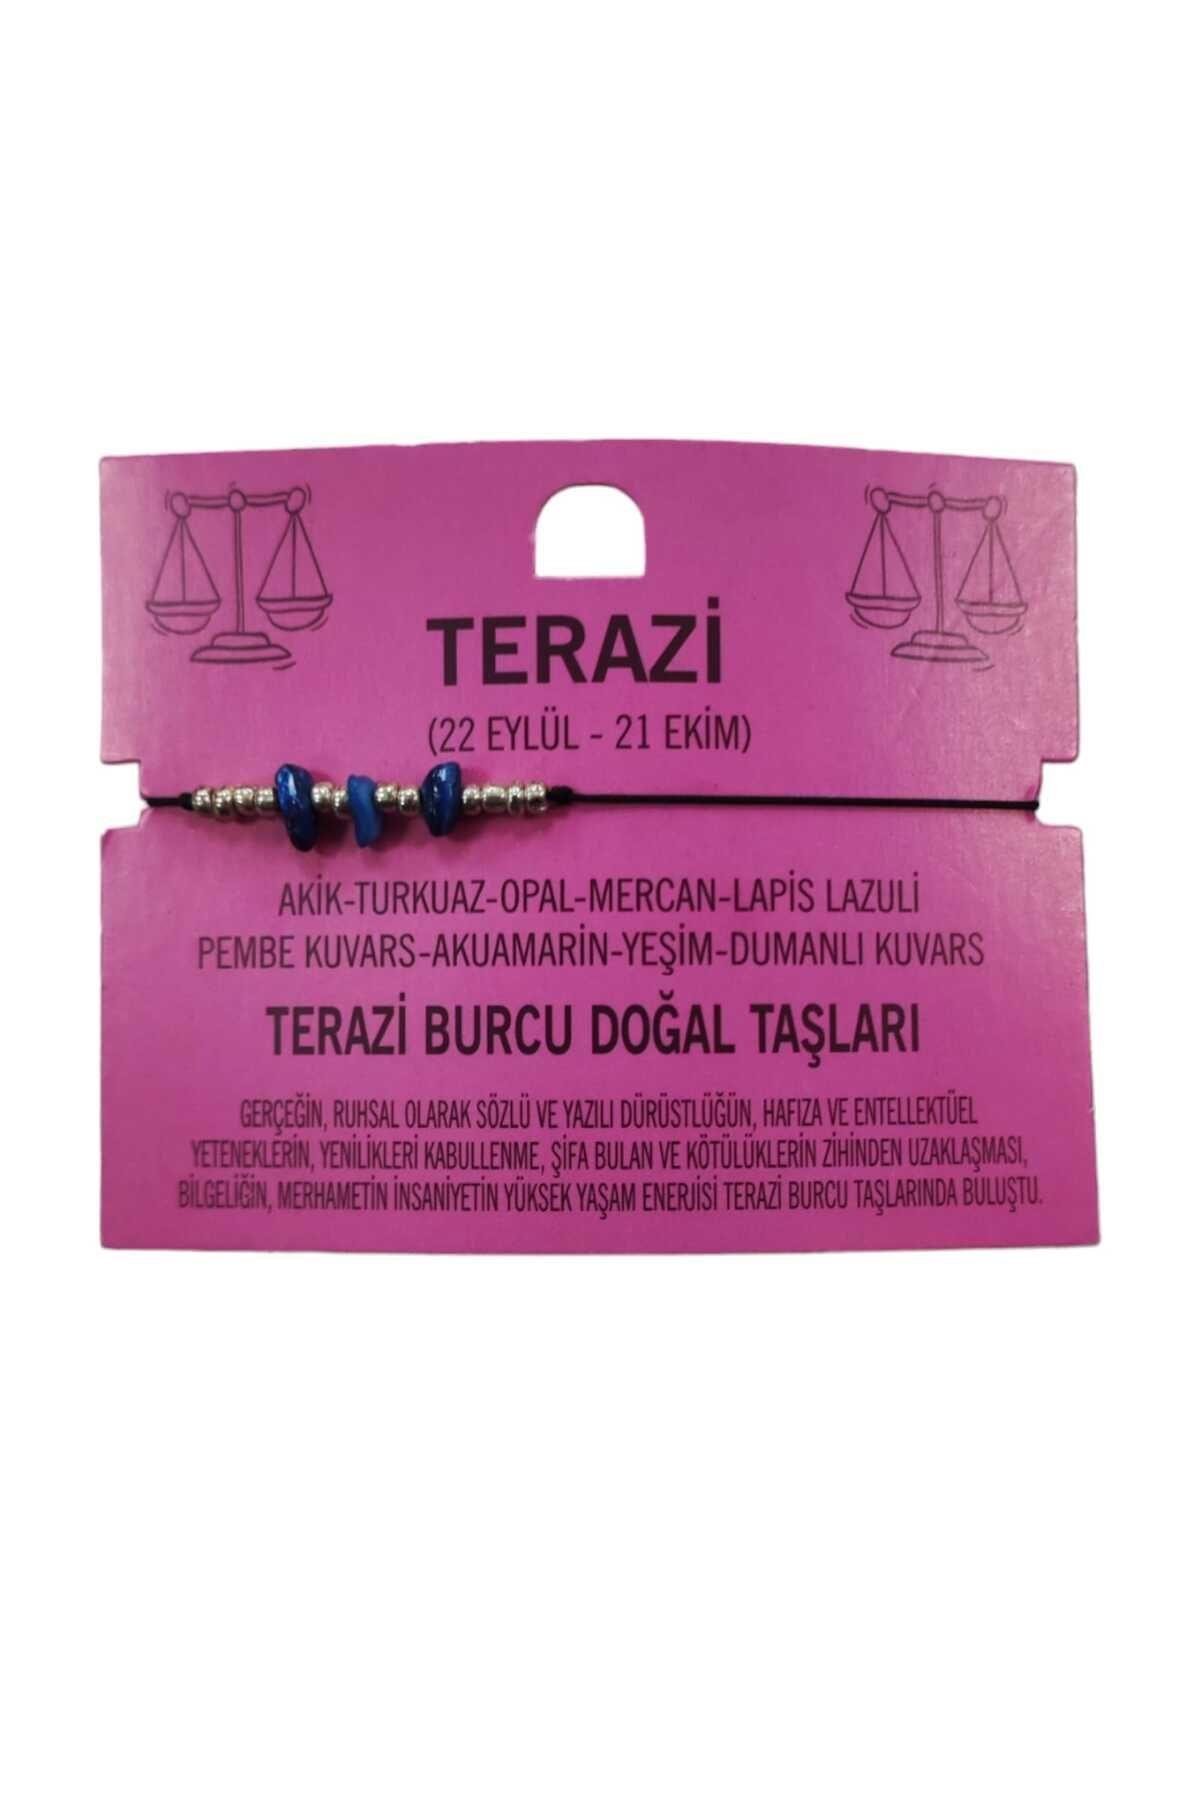 TERAZİ
(22 EYLÜL - 21 EKİM)
AKİK-TURKUAZ-OPAL-MERCAN-LAPİS LAZULİ
PEMBE KUVARS-AKUAMARİN-YEŞİM-DUMANLI KUVARS
TERAZİ BURCU DOĞAL TAŞLARI
GERÇEĞİN, RUHSAL OLARAK SÖZLÜ VE YAZILI DÜRÜSTLÜĞÜN, HAFIZA VE ENTELLEKTÜEL
YETENEKLERİN, YENİLİKLERİ KABULLENME, ŞİFA BULAN VE KÖTÜLÜKLERİN ZİHİNDEN UZAKLAŞMASI,
BİLGELİĞİN, MERHAMETİN İNSANİYETİN YÜKSEK YAŞAM ENERJİSİ TERAZİ BURCU TAŞLARINDA BULUŞTU.